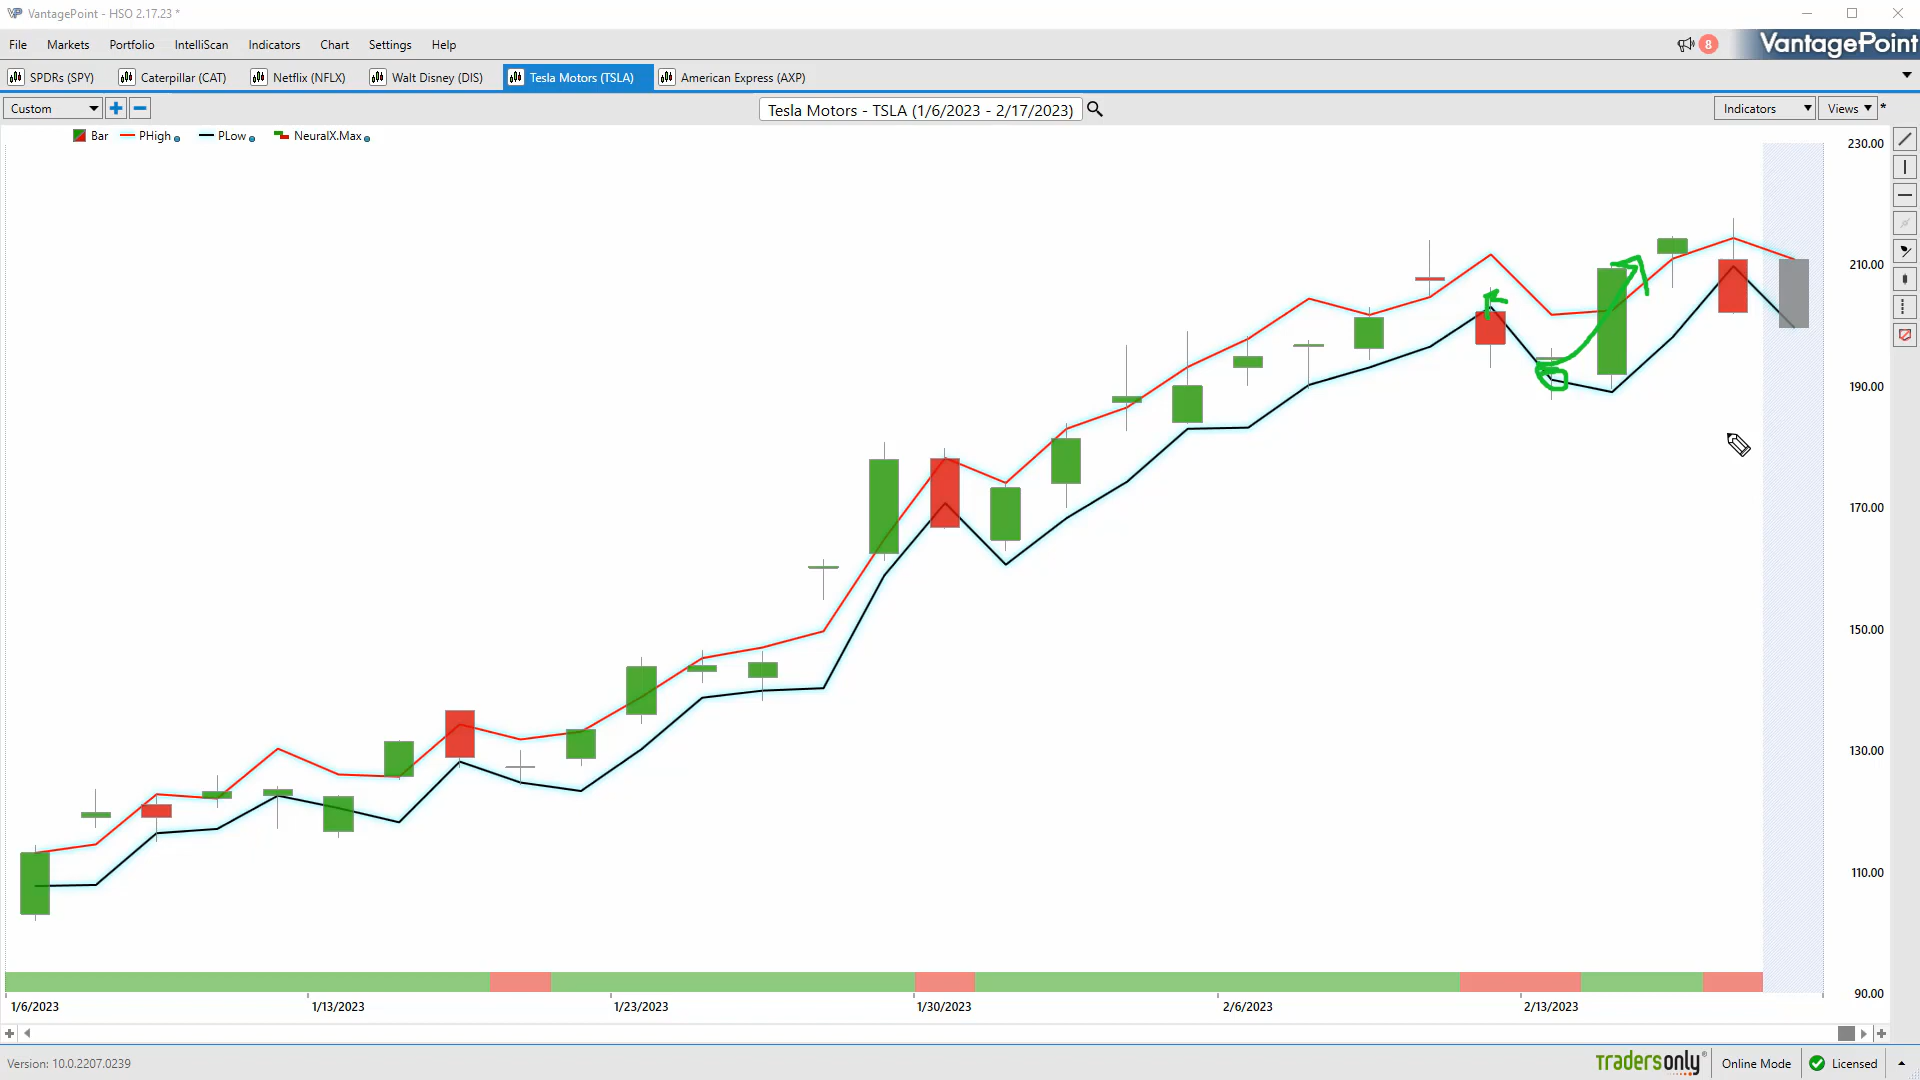 VantagePoint - HSO 2.17.23 *
File Markets Portfolio IntelliScan Indicators Chart Settings Help 8 VantagePoint
SPDRs (SPY) Caterpillar (CAT) Netflix (NFLX) Walt Disney (DIS) Tesla Motors (TSLA) American Express (AXP)
Custom Tesla Motors - TSLA (1/6/2023 - 2/17/2023) Indicators Views *
Bar PHigh PLow NeuralX.Max
230.00
210.00
190.00
170.00
150.00
130.00
110.00
90.00
1/6/2023 1/13/2023 1/23/2023 1/30/2023 2/6/2023 2/13/2023
Version: 10.0.2207.0239 tradersonly Online Mode Licensed